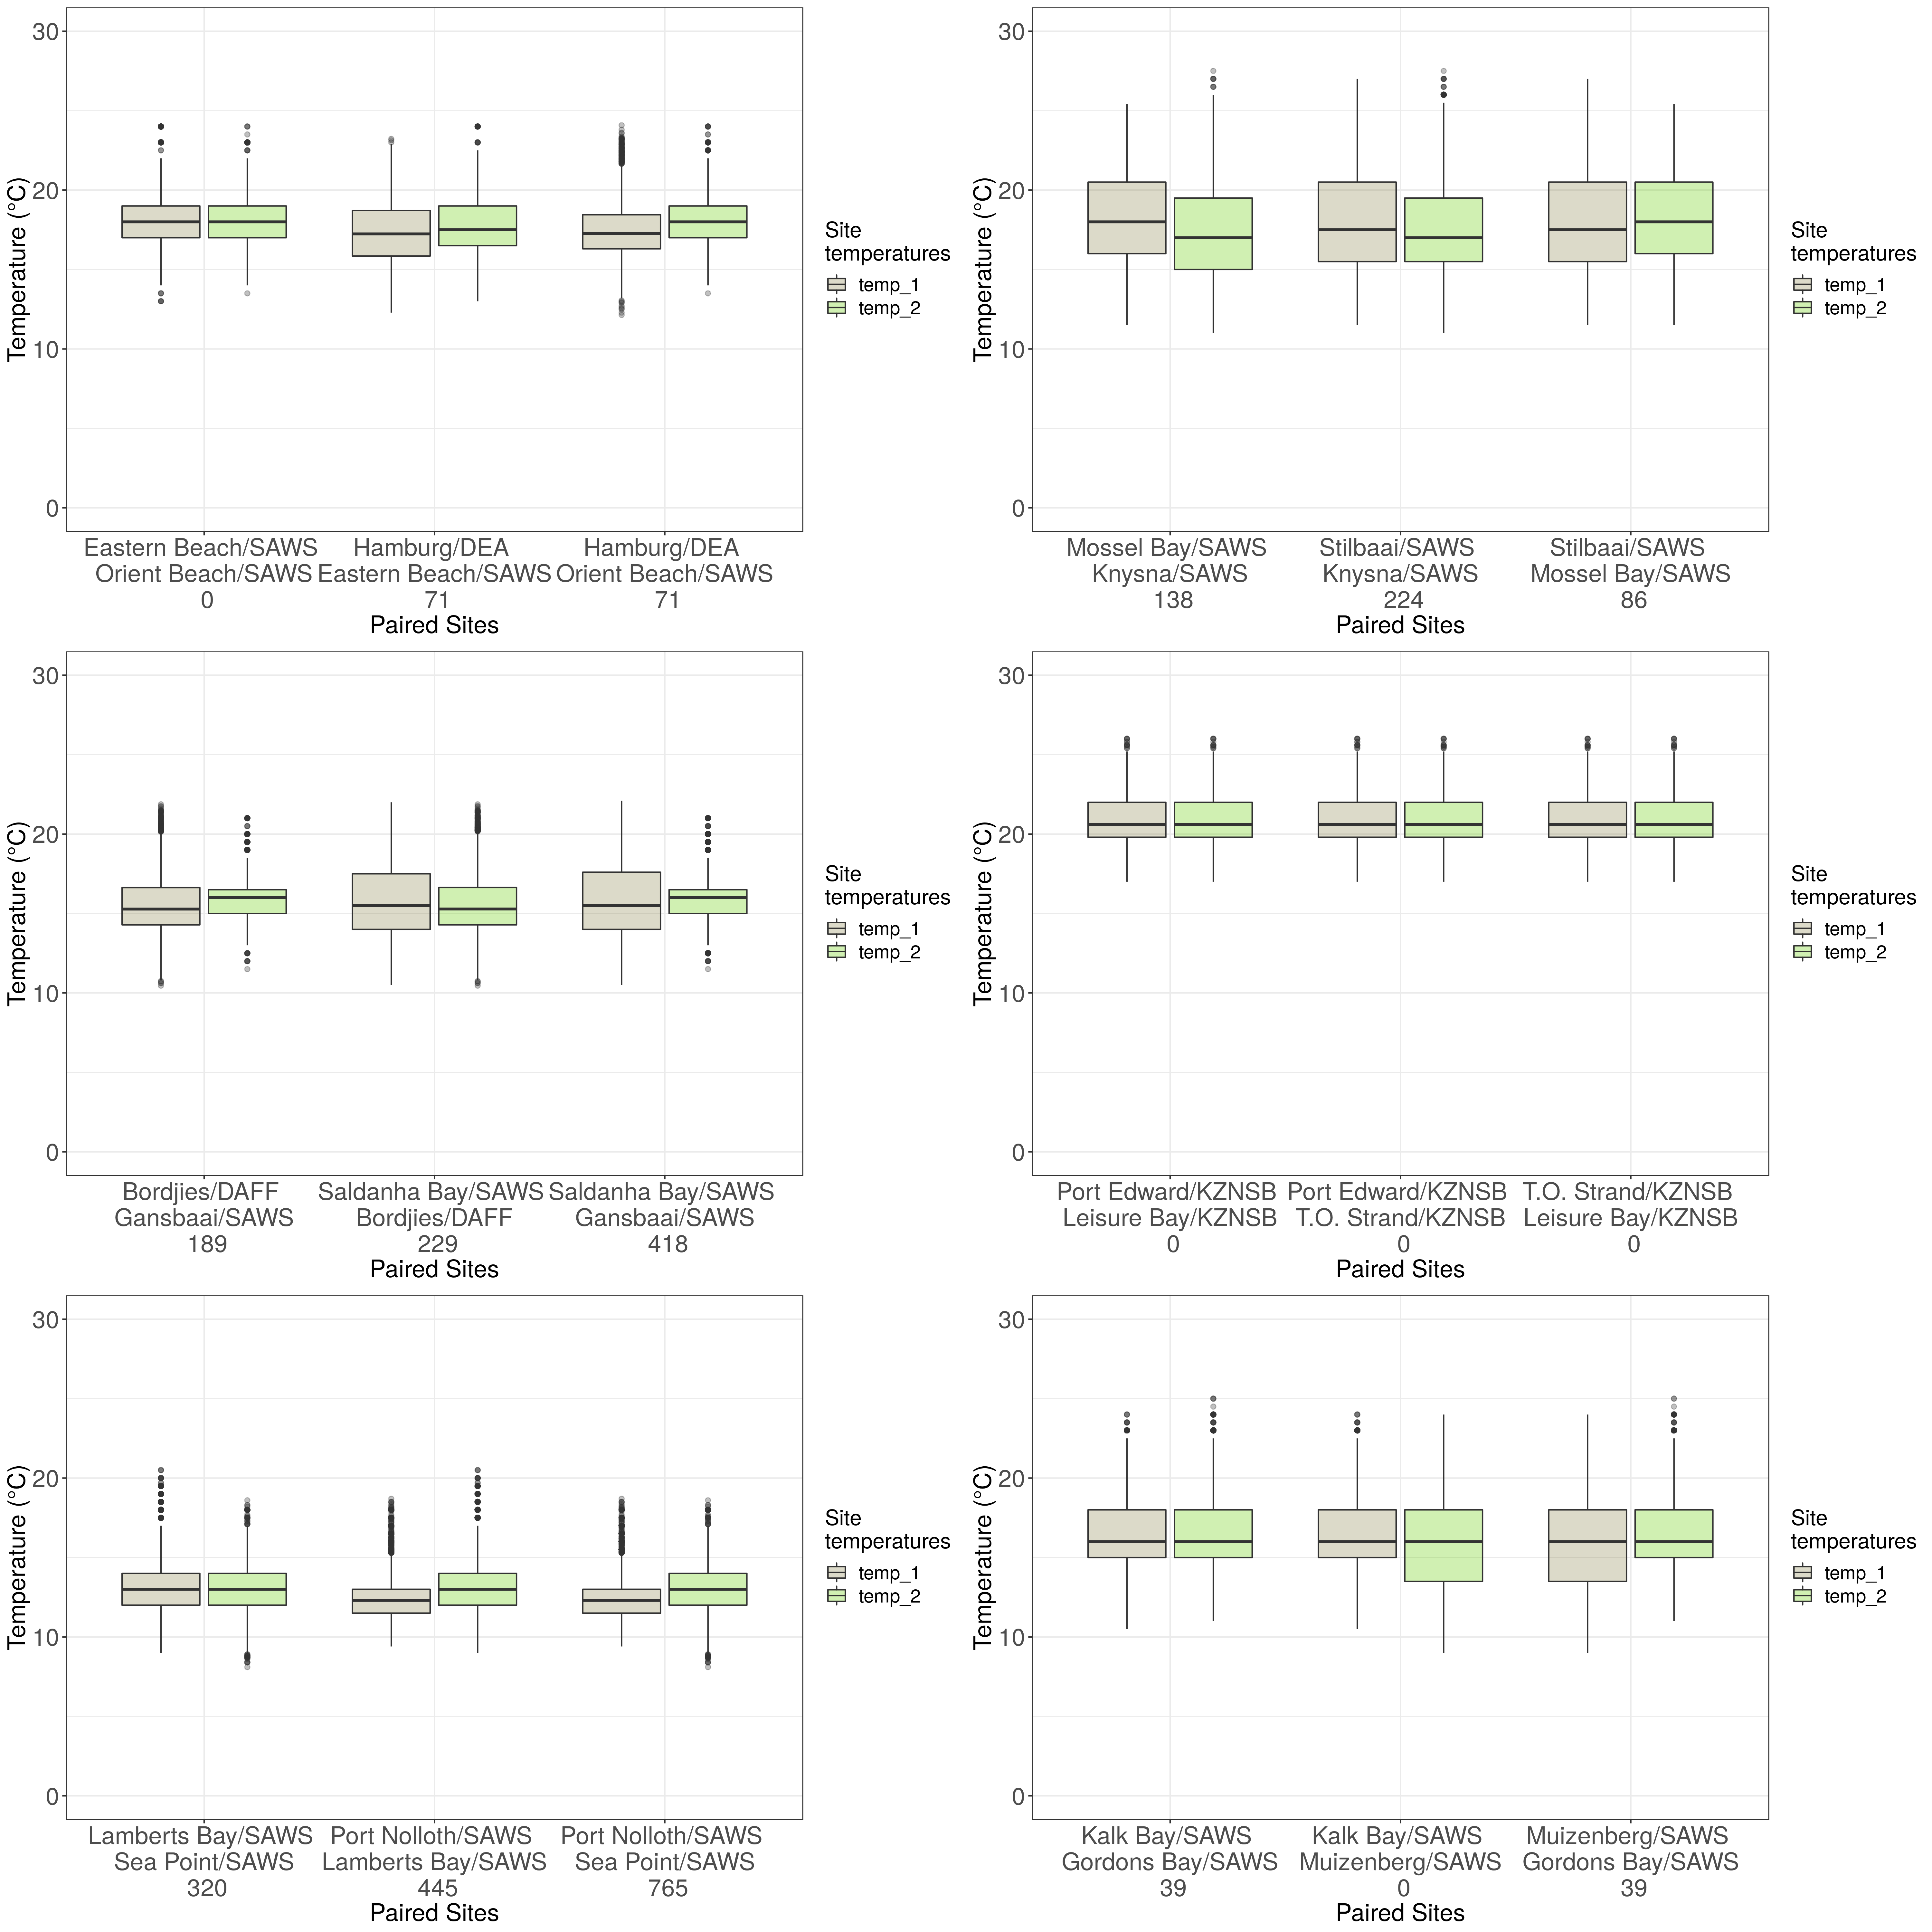 30
20
10
0
Temperature (°C)
Eastern Beach/SAWS Hamburg/DEA Hamburg/DEA
Orient Beach/SAWS Eastern Beach/SAWS Orient Beach/SAWS
0 71 71
Paired Sites
Site
temperatures
temp_1
temp_2
30
20
10
0
Temperature (°C)
Mossel Bay/SAWS Stilbaai/SAWS Stilbaai/SAWS
Knysna/SAWS Knysna/SAWS Mossel Bay/SAWS
138 224 86
Paired Sites
Site
temperatures
temp_1
temp_2
30
20
10
0
Temperature (°C)
Bordjies/DAFF Saldanha Bay/SAWS Saldanha Bay/SAWS
Gansbaai/SAWS Bordjies/DAFF Gansbaai/SAWS
189 229 418
Paired Sites
Site
temperatures
temp_1
temp_2
30
20
10
0
Temperature (°C)
Port Edward/KZNSB Port Edward/KZNSB T.O. Strand/KZNSB
Leisure Bay/KZNSB T.O. Strand/KZNSB Leisure Bay/KZNSB
0 0 0
Paired Sites
Site
temperatures
temp_1
temp_2
30
20
10
0
Temperature (°C)
Lamberts Bay/SAWS Port Nolloth/SAWS Port Nolloth/SAWS
Sea Point/SAWS Lamberts Bay/SAWS Sea Point/SAWS
320 445 765
Paired Sites
Site
temperatures
temp_1
temp_2
30
20
10
0
Temperature (°C)
Kalk Bay/SAWS Kalk Bay/SAWS Muizenberg/SAWS
Gordons Bay/SAWS Muizenberg/SAWS Gordons Bay/SAWS
39 0 39
Paired Sites
Site
temperatures
temp_1
temp_2